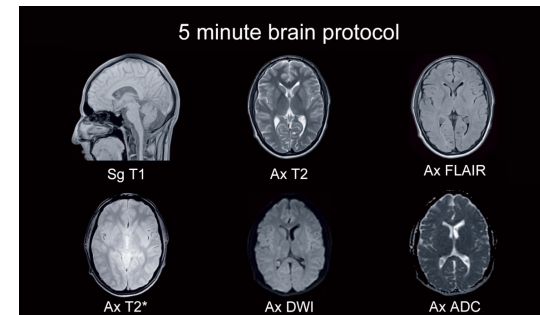 5 minute brain protocol
Sg T1
Ax T2
Ax FLAIR
Ax T2*
Ax DWI
Ax ADC